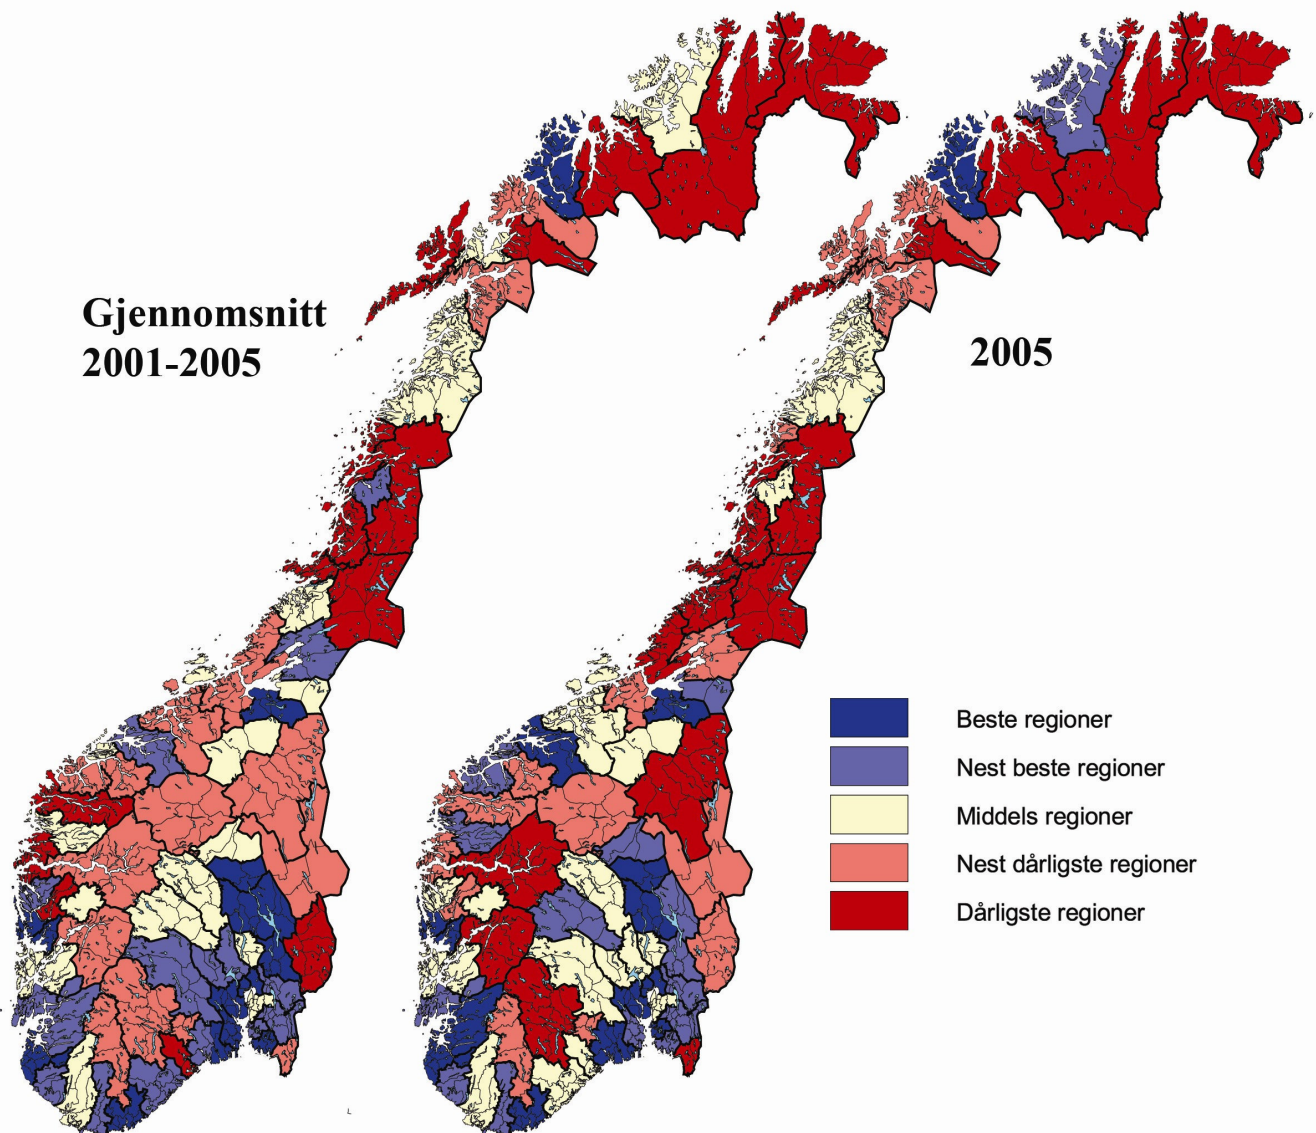 Gjennomsnitt
2001-2005
2005
Beste regioner
Nest beste regioner
Middels regioner
Nest dårligste regioner
Dårligste regioner